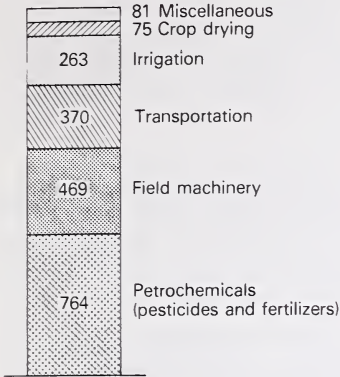 81 Miscellaneous
75 Crop drying
263 Irrigation
370 Transportation
469 Field machinery
764 Petrochemicals
(pesticides and fertilizers)